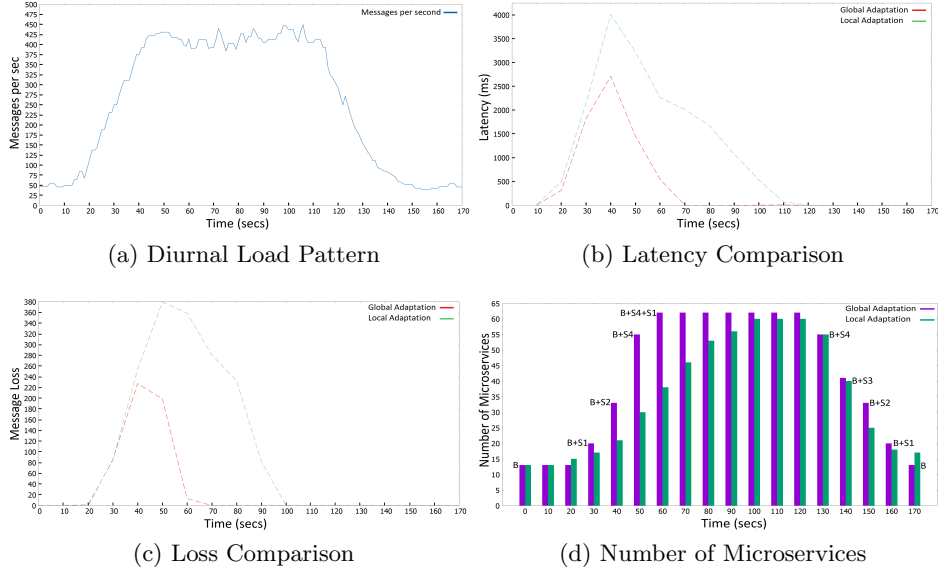 Messages per second
Messages per sec
500
475
450
425
400
375
350
325
300
275
250
225
200
175
150
125
100
75
50
25
0
0 10 20 30 40 50 60 70 80 90 100 110 120 130 140 150 160 170
Time (secs)
(a) Diurnal Load Pattern
Global Adaptation
Local Adaptation
Latency (ms)
4000
3500
3000
2500
2000
1500
1000
500
0
0 10 20 30 40 50 60 70 80 90 100 110 120 130 140 150 160 170
Time (secs)
(b) Latency Comparison
Global Adaptation
Local Adaptation
Message Loss
380
360
340
320
300
280
260
240
220
200
180
160
140
120
100
80
60
40
20
0
0 10 20 30 40 50 60 70 80 90 100 110 120 130 140 150 160 170
Time (secs)
(c) Loss Comparison
Global Adaptation
Local Adaptation
Number of Microservices
65
60
55
50
45
40
35
30
25
20
15
10
5
0
B
B+S1
B+S2
B+S4
B+S4+S1
B+S4
B+S3
B+S2
B+S1
B
0 10 20 30 40 50 60 70 80 90 100 110 120 130 140 150 160 170
Time (secs)
(d) Number of Microservices